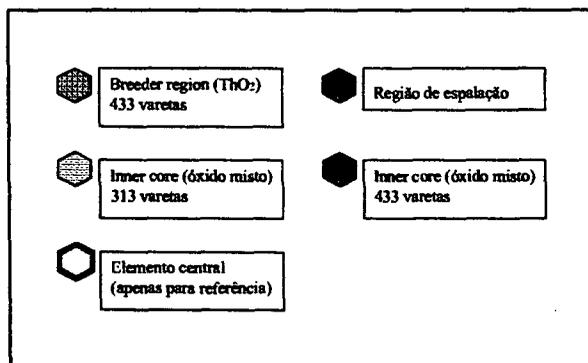 Breeder region (ThO₂)
433 varetas
Região de espalação
Inner core (óxido misto)
313 varetas
Inner core (óxido misto)
433 varetas
Elemento central
(apenas para referência)